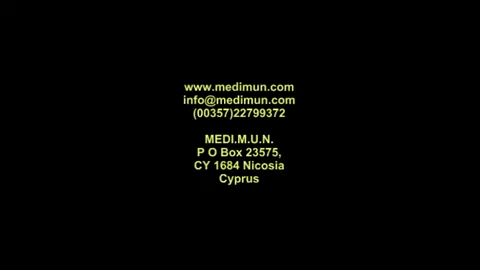 www.medimun.com
info@medimun.com
(00357)22799372
MEDI.M.U.N.
P O Box 23575,
CY 1684 Nicosia
Cyprus